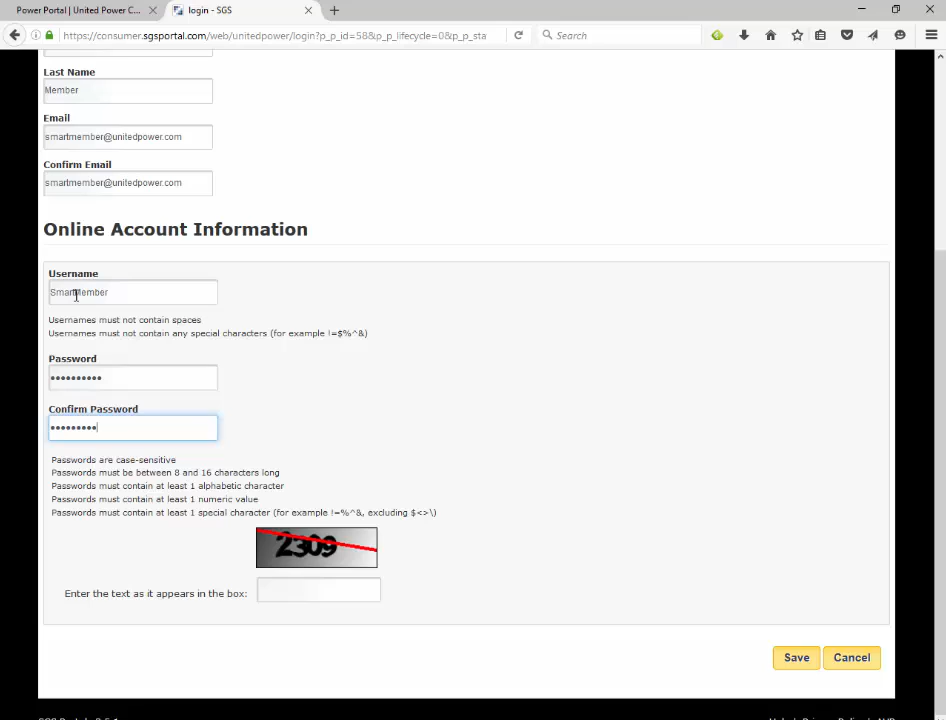 Power Portal | United Power C...
login - SGS
https://consumer.sgsportal.com/web/unitedpower/login?p_p_id=58&p_p_lifecycle=0&p_p_sta
Search
Last Name
Member
Email
smartmember@unitedpower.com
Confirm Email
smartmember@unitedpower.com
Online Account Information
Username
SmartMember
Usernames must not contain spaces
Usernames must not contain any special characters (for example !=$%^&)
Password
••••••••••
Confirm Password
•••••••••
Passwords are case-sensitive
Passwords must be between 8 and 16 characters long
Passwords must contain at least 1 alphabetic character
Passwords must contain at least 1 numeric value
Passwords must contain at least 1 special character (for example !=%^&, excluding $<>\)
2309
Enter the text as it appears in the box:
Save Cancel